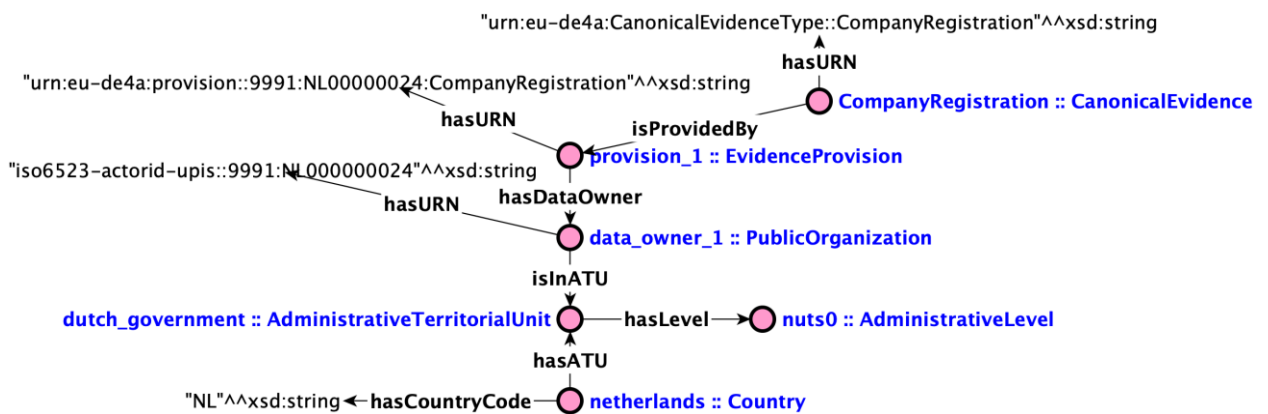 "urn:eu-de4a:CanonicalEvidenceType::CompanyRegistration"^^xsd:string
hasURN
"urn:eu-de4a:provision::9991:NL00000024:CompanyRegistration"^^xsd:string
CompanyRegistration :: CanonicalEvidence
hasURN
isProvidedBy
provision_1 :: EvidenceProvision
"iso6523-actorid-upis::9991:NL000000024"^^xsd:string
hasDataOwner
hasURN
data_owner_1 :: PublicOrganization
isInATU
dutch_government :: AdministrativeTerritorialUnit
hasLevel
nuts0 :: AdministrativeLevel
hasATU
"NL"^^xsd:string
hasCountryCode
netherlands :: Country